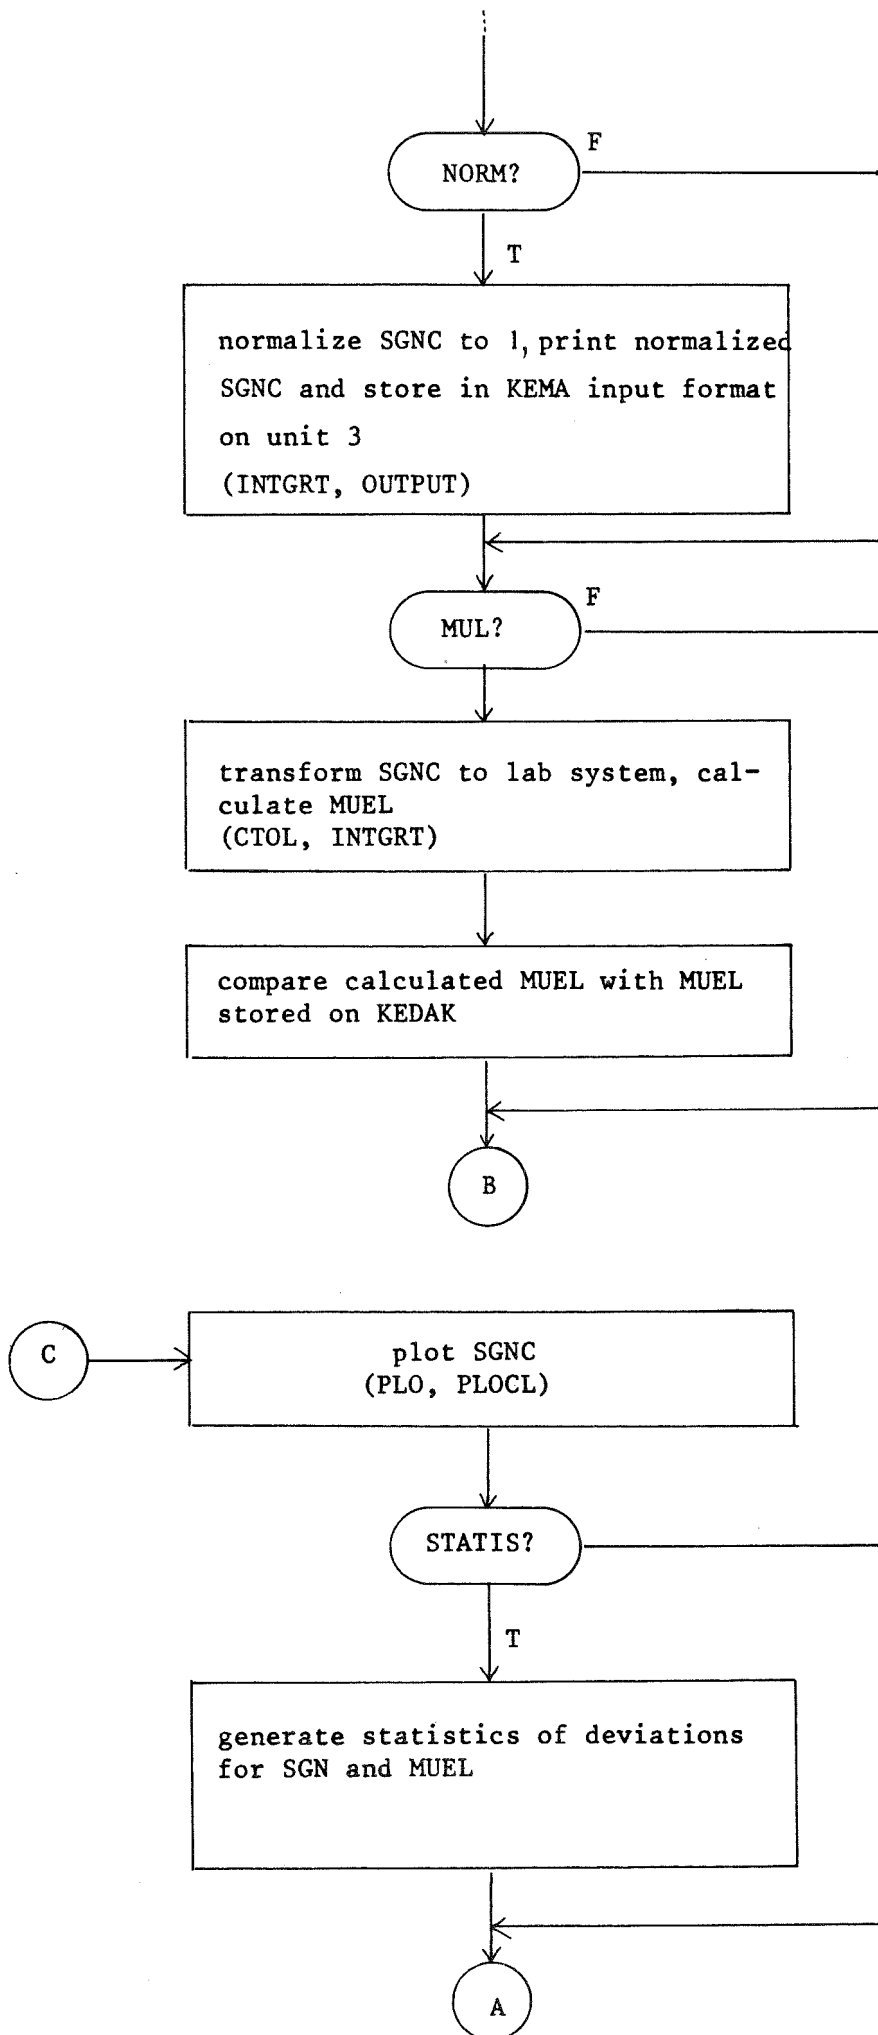 F
NORM?
T
normalize SGNC to 1, print normalized
SGNC and store in KEMA input format
on unit 3
(INTGRT, OUTPUT)
F
MUL?
transform SGNC to lab system, cal-
culate MUEL
(CTOL, INTGRT)
compare calculated MUEL with MUEL
stored on KEDAK
B
C
plot SGNC
(PLO, PLOCL)
STATIS?
T
generate statistics of deviations
for SGN and MUEL
A